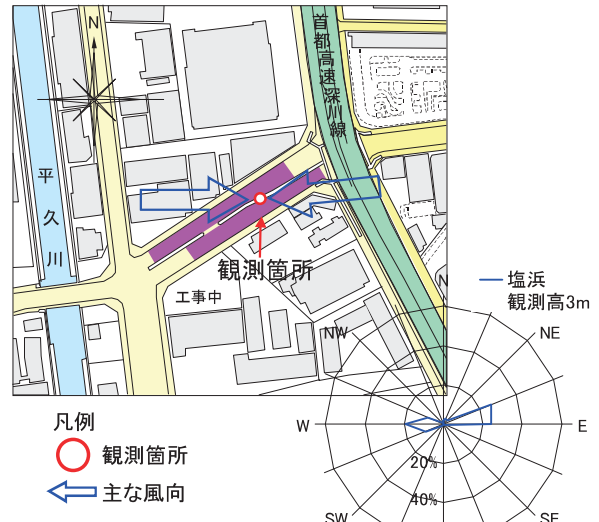 N
首都高速深川線
平久川
観測箇所
工事中
N
塩浜
観測高3m
NW
NE
W
E
20%
40%
SW
SE
凡例
観測箇所
主な風向